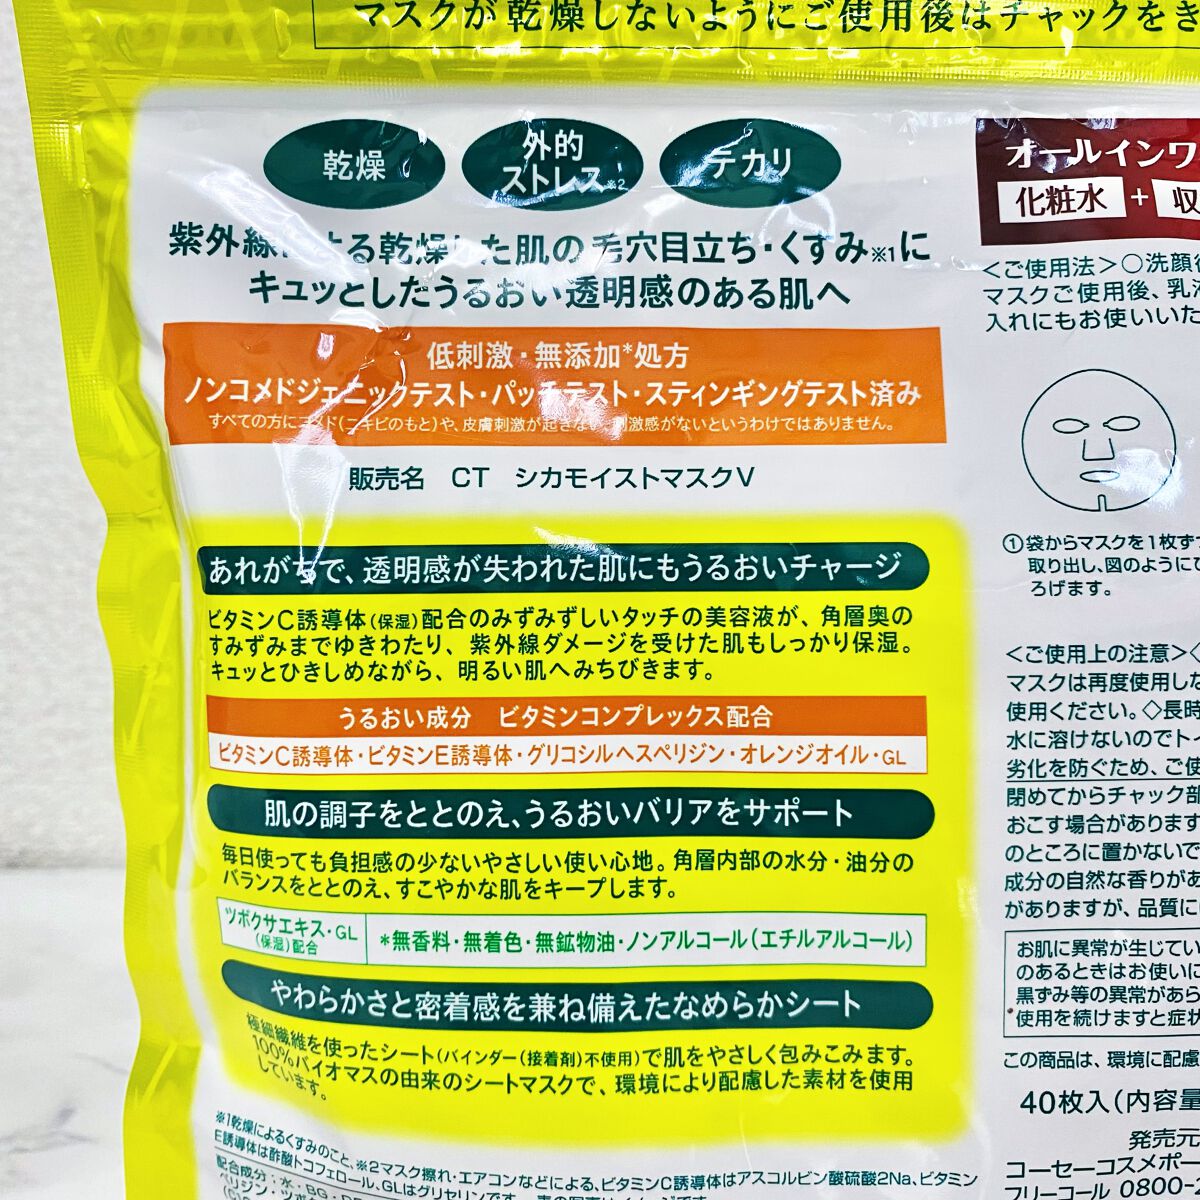 マスクが乾燥しないようにご使用後はチャックをき
乾燥
外的
ストレス※2
テカリ
紫外線による乾燥した肌の毛穴目立ち・くすみ※1に
キュッとしたうるおい透明感のある肌へ
低刺激・無添加*処方
ノンコメドジェニックテスト・パッチテスト・スティンギングテスト済み
すべての方にコメド(ニキビのもと)や、皮膚刺激が起きない、刺激感がないというわけではありません。
販売名 CT シカモイストマスクV
あれがちで、透明感が失われた肌にもうるおいチャージ
ビタミンC誘導体(保湿)配合のみずみずしいタッチの美容液が、角層奥の
すみずみまでゆきわたり、紫外線ダメージを受けた肌もしっかり保湿。
キュッとひきしめながら、明るい肌へみちびきます。
うるおい成分 ビタミンコンプレックス配合
ビタミンC誘導体・ビタミンE誘導体・グリコシルヘスペリジン・オレンジオイル・GL
肌の調子をととのえ、うるおいバリアをサポート
毎日使っても負担感の少ないやさしい使い心地。角層内部の水分・油分の
バランスをととのえ、すこやかな肌をキープします。
ツボクサエキス・GL
(保湿)配合
*無香料・無着色・無鉱物油・ノンアルコール(エチルアルコール)
やわらかさと密着感を兼ね備えたなめらかシート
極細繊維を使ったシート(バインダー(接着剤)不使用)で肌をやさしく包みこみます。
100%バイオマスの由来のシートマスクで、環境により配慮した素材を使用
しています。
※1乾燥によるくすみのこと、※2マスク擦れ・エアコンなどによる、ビタミンC誘導体はアスコルビン酸硫酸2Na、ビタミン
E誘導体は酢酸トコフェロール、GLはグリセリンです。
配合成分:水・BG・
オールインワ
化粧水 + 収
<ご使用法>○洗顔後
マスクご使用後、乳液
入れにもお使いいた
①袋からマスクを1枚ずつ
取り出し、図のようにひ
ろげます。
<ご使用上の注意>◇
マスクは再度使用しな
使用ください。◇長時
水に溶けないのでトイ
劣化を防ぐため、ご使
閉めてからチャック部
おこす場合があります
のところに置かないで
成分の自然な香りがあ
がありますが、品質に
お肌に異常が生じてい
のあるときはお使いに
黒ずみ等の異常があら
使用を続けますと症状
この商品は、環境に配慮
40枚入(内容量
発売元
コーセーコスメポー
フリーコール 0800-